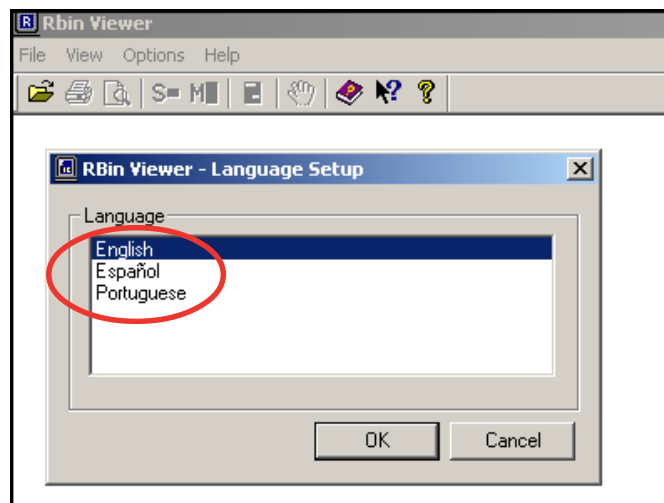 R Rbin Viewer
File View Options Help
S= M
RBin Viewer - Language Setup
Language
English
Español
Portuguese
OK Cancel